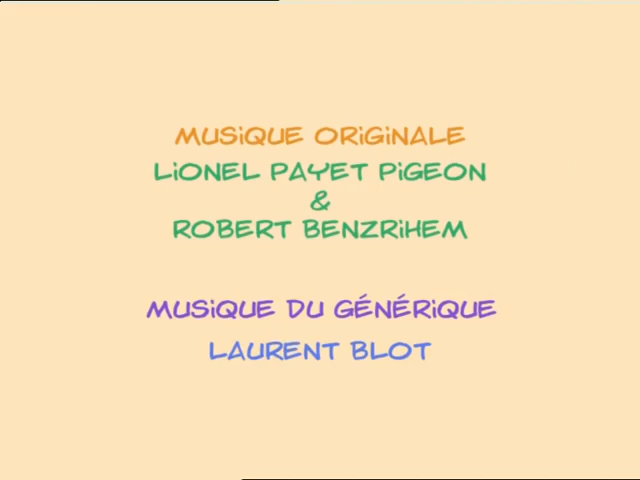 MUSiQUE ORiGiNALE
LiONEL PAYET PiGEON
&
ROBERT BENZRiHEM
MUSiQUE DU GÉNÉRiQUE
LAURENT BLOT